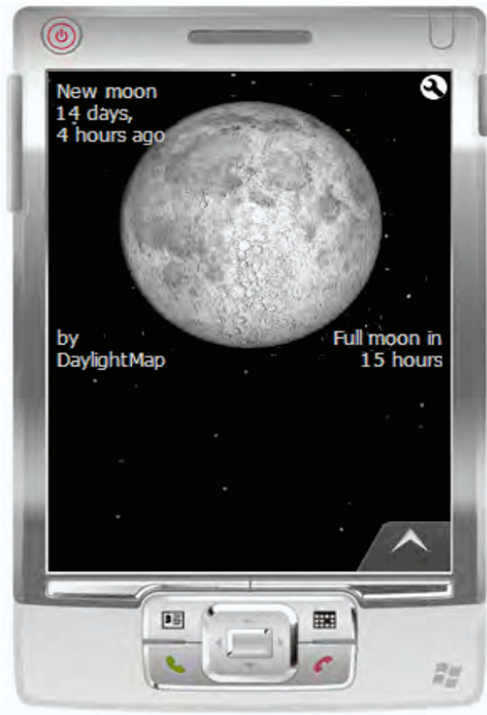 New moon
14 days,
4 hours ago
by
DaylightMap
Full moon in
15 hours